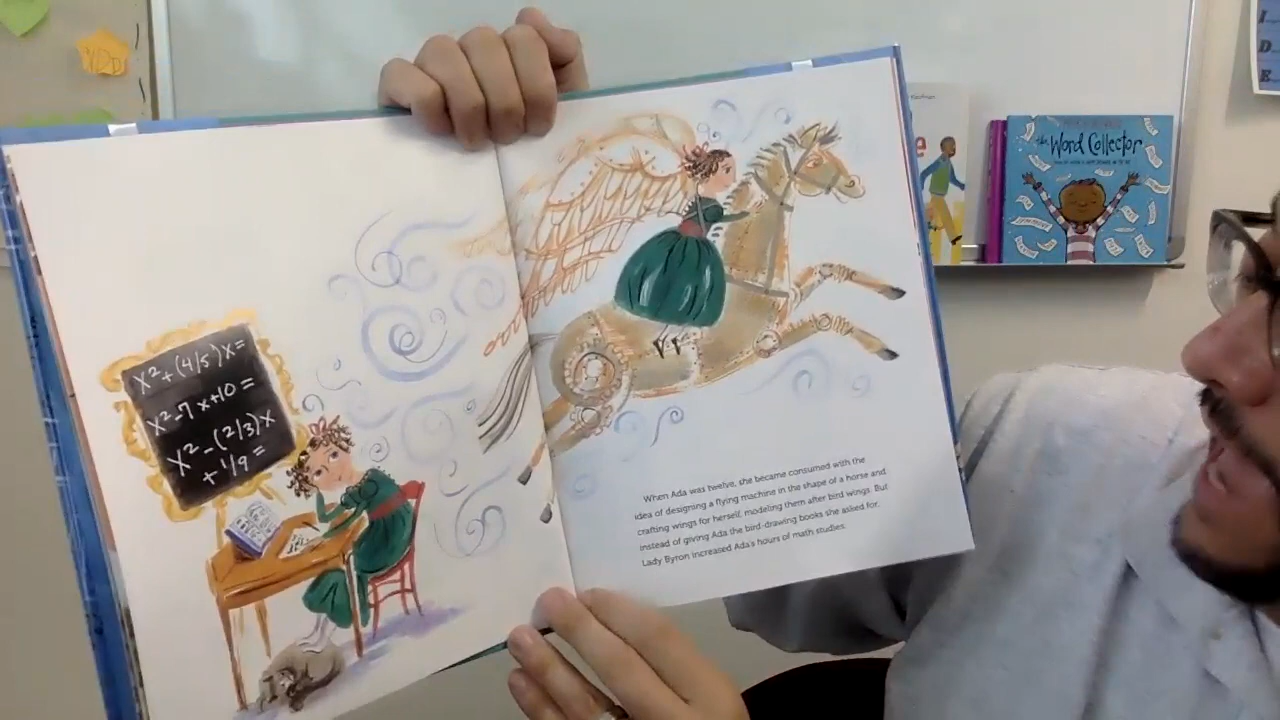 X²+(4/5)X=
X²-7X+10=
X²-(2/3)X
+1/9=
When Ada was twelve, she became consumed with the
idea of designing a flying machine in the shape of a horse and
crafting wings for herself, modeling them after bird wings. But
instead of giving Ada the bird-drawing books she asked for,
Lady Byron increased Ada's hours of math studies.
the Word Collector
I
D
E